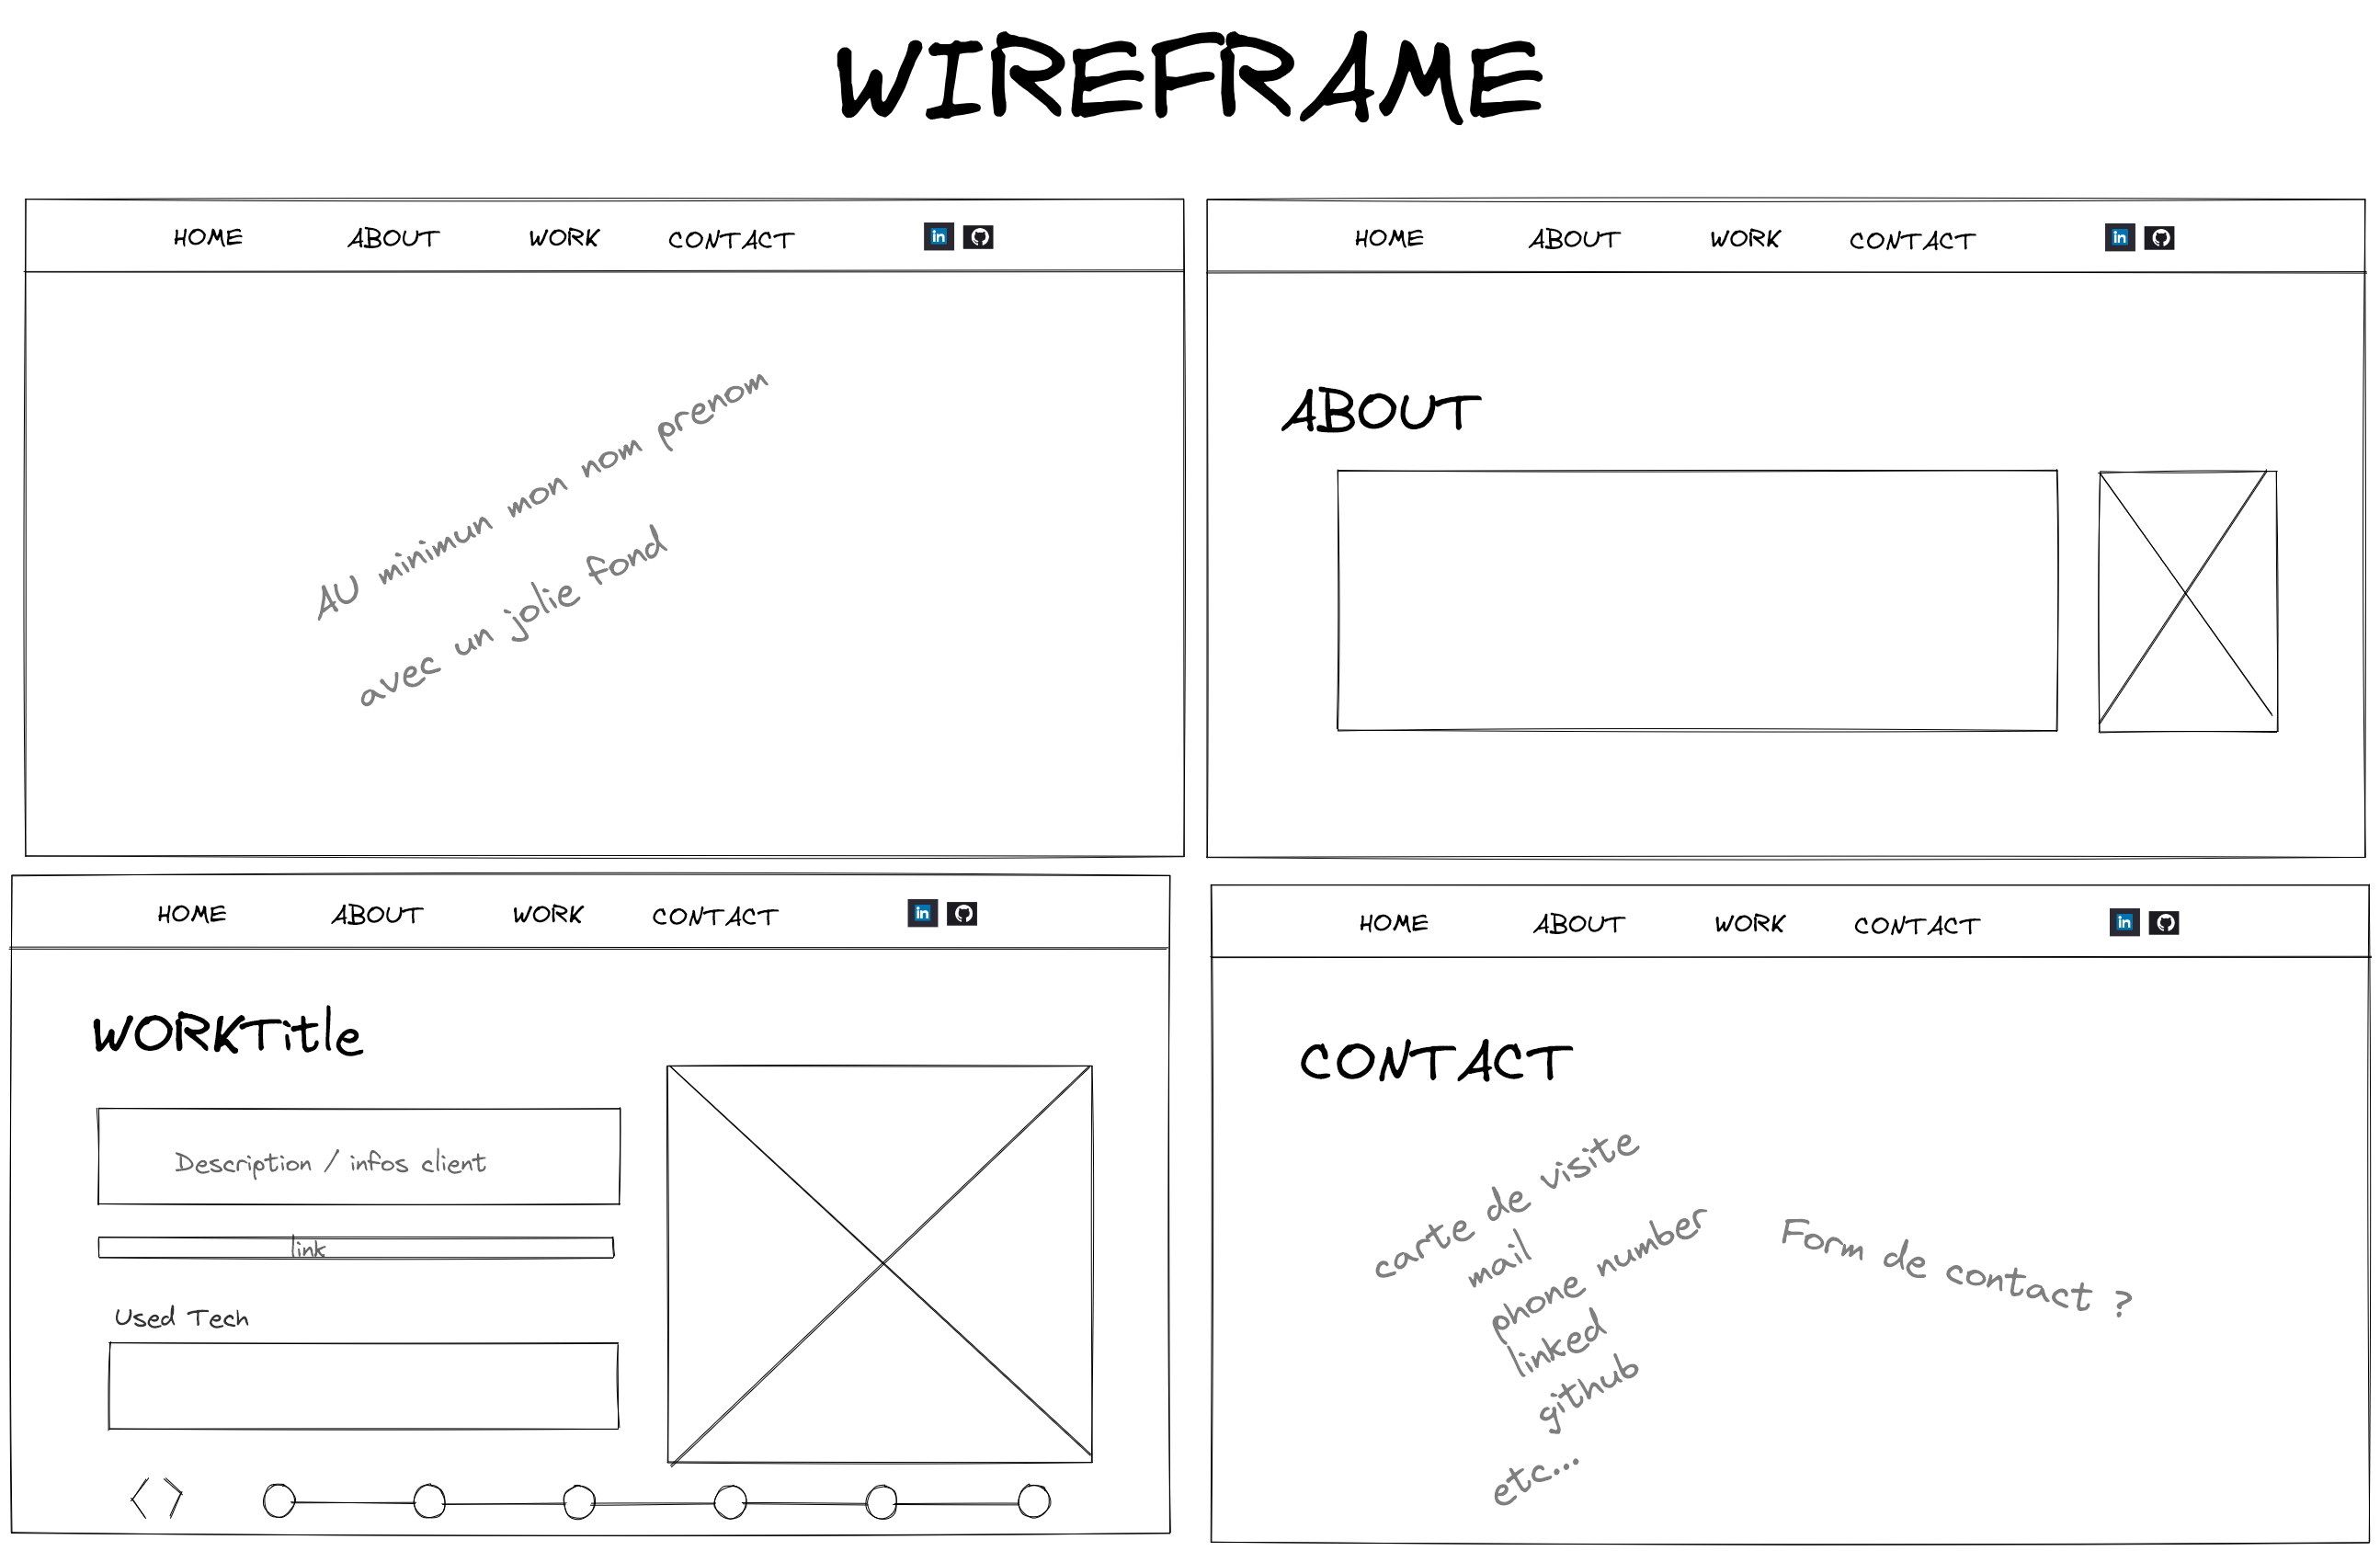 WIREFRAME
HOME ABOUT WORK CONTACT in
AU minimun mon nom prenom
avec un jolie fond
HOME ABOUT WORK CONTACT in
ABOUT
HOME ABOUT WORK CONTACT in
WORKTitle
Description / infos client
link
Used Tech
HOME ABOUT WORK CONTACT in
CONTACT
carte de visite
mail
phone number
linked
github
etc...
Form de contact ?